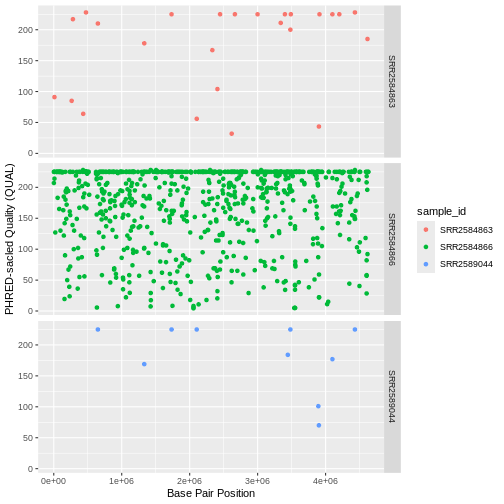 200
150
100
50
0
SRR2584863
200
150
100
50
0
SRR2584866
200
150
100
50
0
SRR2589044
PHRED-sacled Quality (QUAL)
0e+00 1e+06 2e+06 3e+06 4e+06
Base Pair Position
sample_id
SRR2584863
SRR2584866
SRR2589044